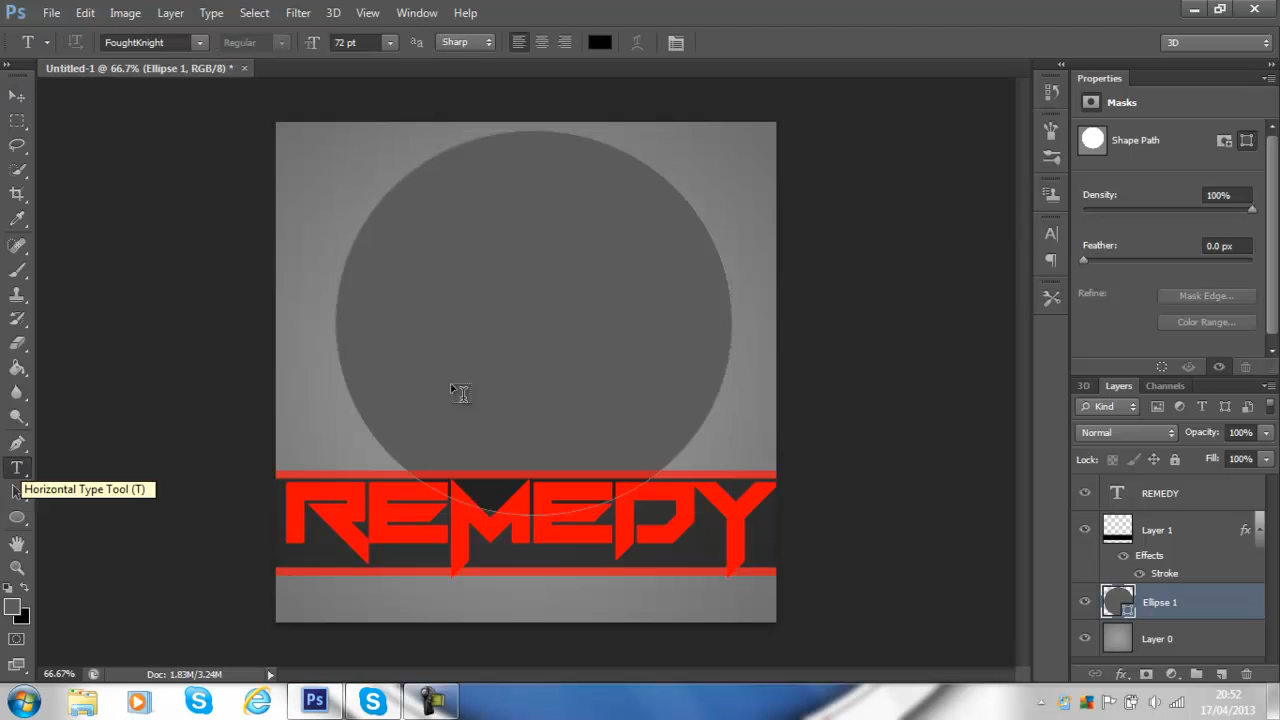 Ps File Edit Image Layer Type Select Filter 3D View Window Help
T FoughtKnight Regular 72 pt aa Sharp 3D
Untitled-1 @ 66.7% (Ellipse 1, RGB/8) * ×
Properties
Masks
Shape Path
Density: 100%
Feather: 0.0 px
Refine: Mask Edge...
Color Range...
3D Layers Channels
Kind
Normal Opacity: 100%
Lock: Fill: 100%
T REMEDY
Layer 1 fx
Effects
Stroke
Ellipse 1
Layer 0
Horizontal Type Tool (T)
REMEDY
66.67% Doc: 1.83M/3.24M
Ps
20:52
17/04/2013